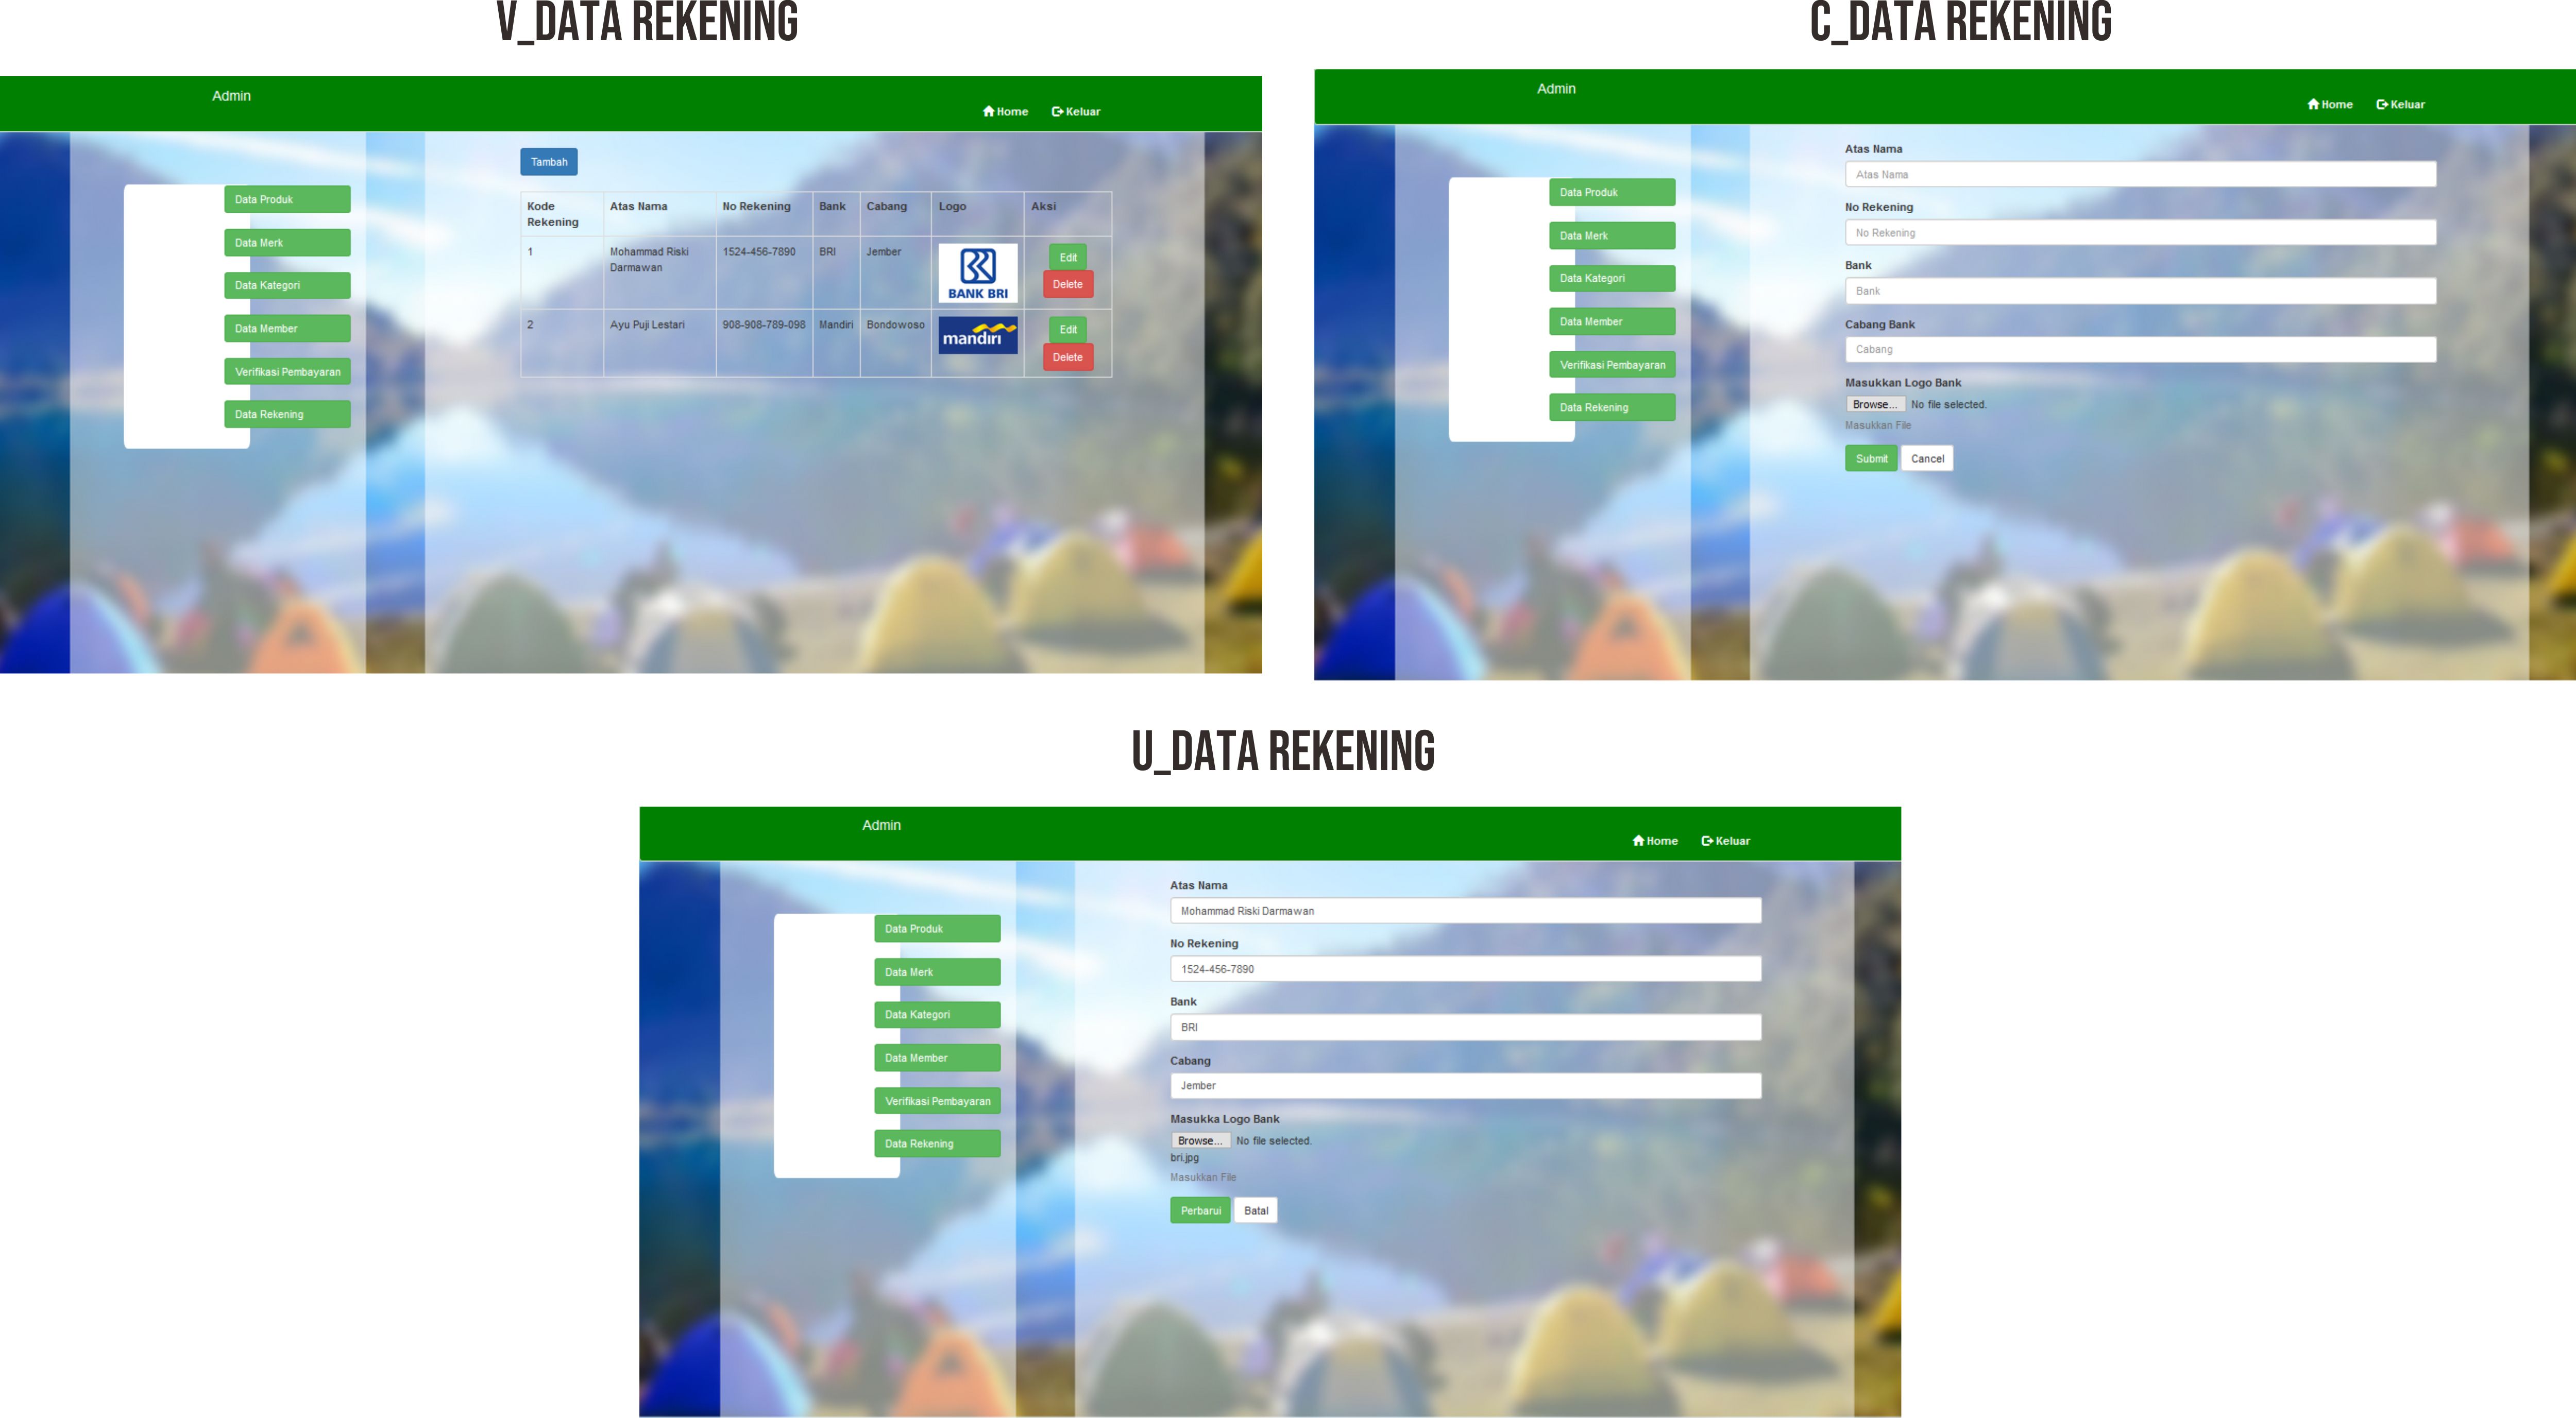 V_DATA REKENING
Admin
Home Keluar
Tambah
Data Produk
Data Merk
Data Kategori
Data Member
Verifikasi Pembayaran
Data Rekening
Kode Rekening Atas Nama No Rekening Bank Cabang Logo Aksi
1 Mohammad Riski Darmawan 1524-456-7890 BRI Jember BANK BRI Edit Delete
2 Ayu Puji Lestari 908-908-789-098 Mandiri Bondowoso mandiri Edit Delete
C_DATA REKENING
Admin
Home Keluar
Data Produk
Data Merk
Data Kategori
Data Member
Verifikasi Pembayaran
Data Rekening
Atas Nama
Atas Nama
No Rekening
No Rekening
Bank
Bank
Cabang Bank
Cabang
Masukkan Logo Bank
Browse... No file selected.
Masukkan File
Submit Cancel
U_DATA REKENING
Admin
Home Keluar
Data Produk
Data Merk
Data Kategori
Data Member
Verifikasi Pembayaran
Data Rekening
Atas Nama
Mohammad Riski Darmawan
No Rekening
1524-456-7890
Bank
BRI
Cabang
Jember
Masukka Logo Bank
Browse... No file selected.
bri.jpg
Masukkan File
Perbarui Batal